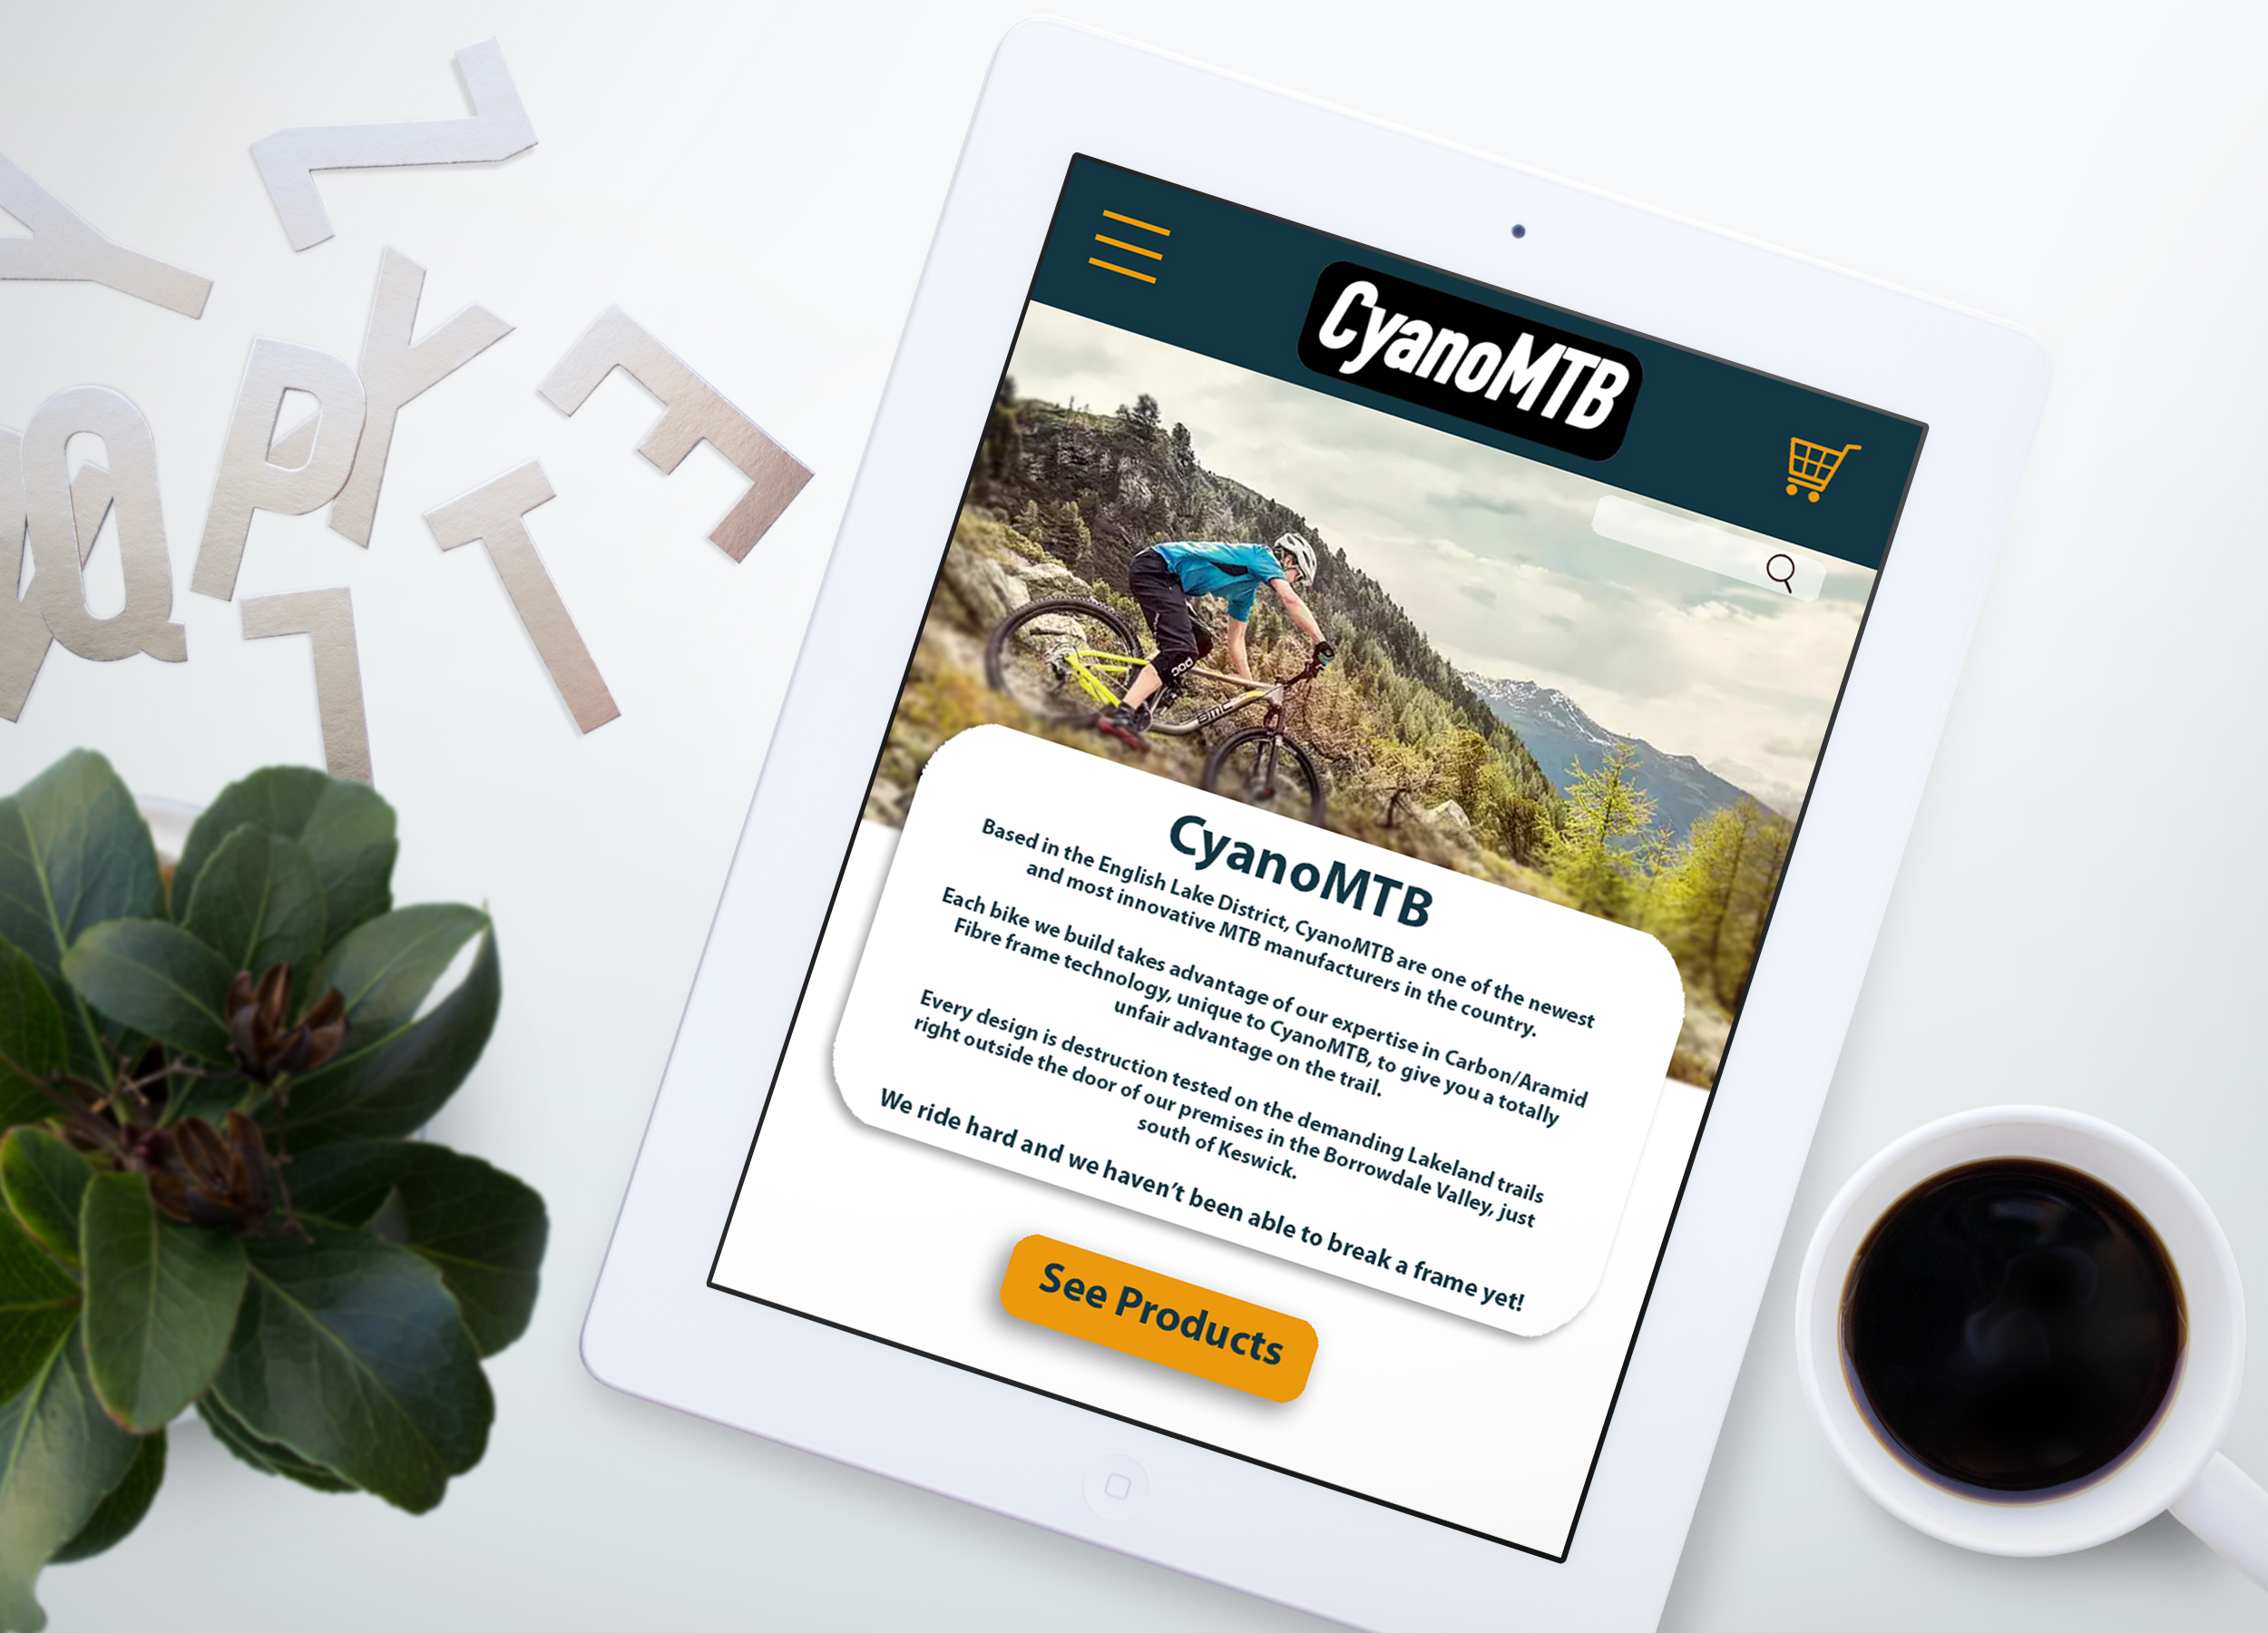 Z
Y
Y
E
P
Q
T
L
CyanoMTB
POC
BMC
CyanoMTB
Based in the English Lake District, CyanoMTB are one of the newest
and most innovative MTB manufacturers in the country.
Each bike we build takes advantage of our expertise in Carbon/Aramid
Fibre frame technology, unique to CyanoMTB, to give you a totally
unfair advantage on the trail.
Every design is destruction tested on the demanding Lakeland trails
right outside the door of our premises in the Borrowdale Valley, just
south of Keswick.
We ride hard and we haven't been able to break a frame yet!
See Products